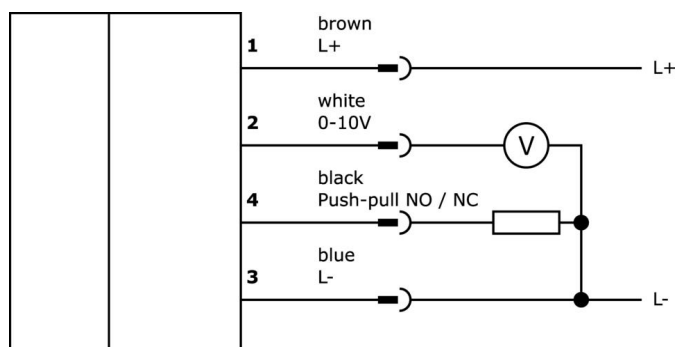 brown
1 L+
L+
white
2 0-10V
V
black
4 Push-pull NO / NC
blue
3 L-
L-